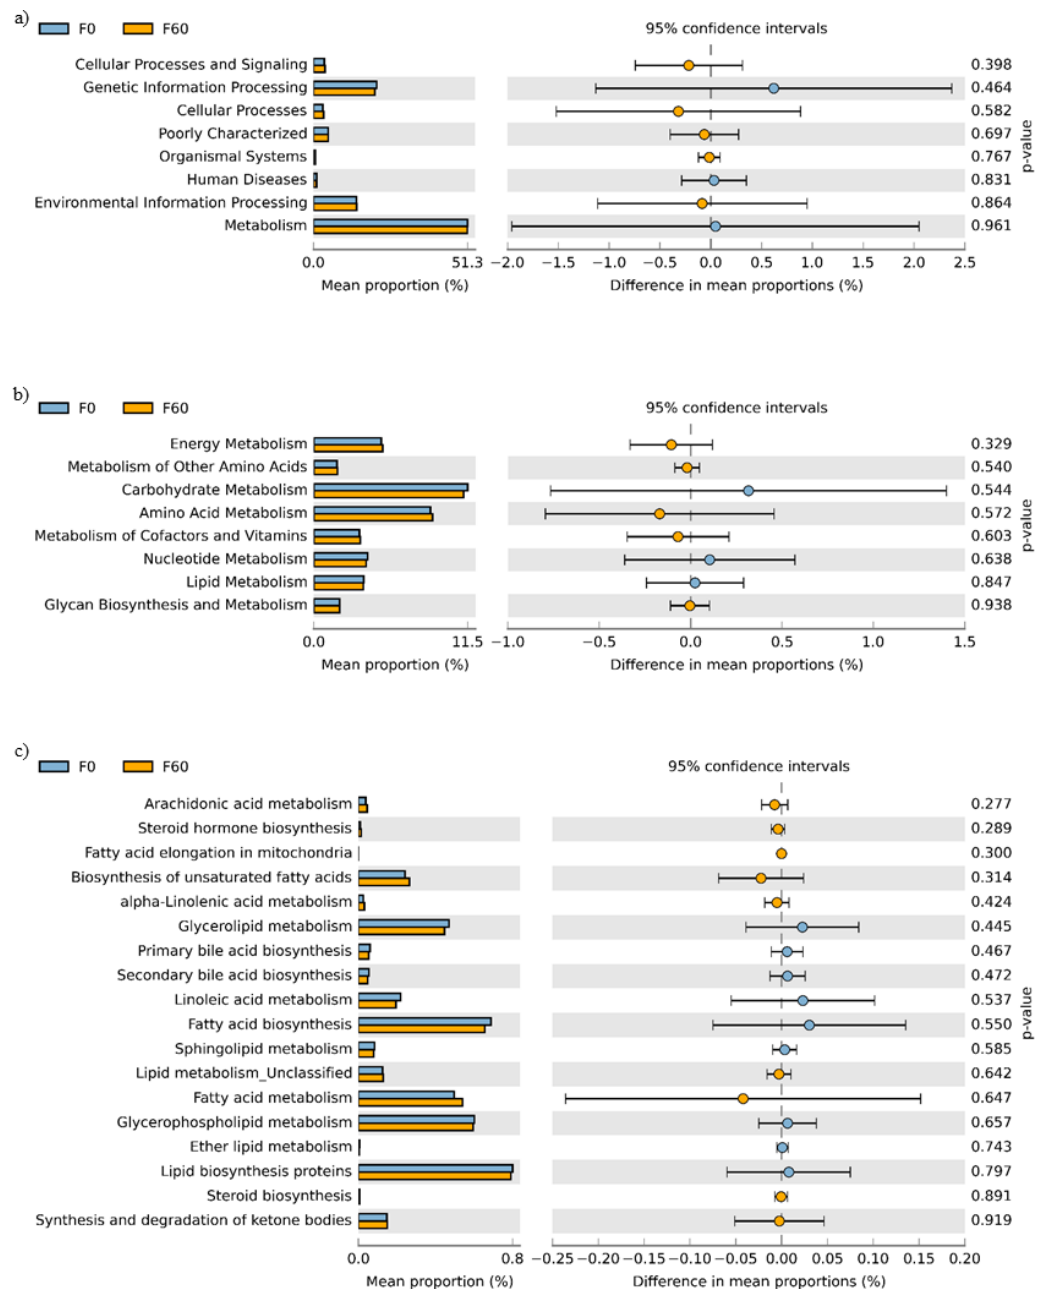 a)
F0 F60 95% confidence intervals
Cellular Processes and Signaling 0.398
Genetic Information Processing 0.464
Cellular Processes 0.582
Poorly Characterized 0.697
Organismal Systems 0.767
Human Diseases 0.831
Environmental Information Processing 0.864
Metabolism 0.961
p-value
0.0 51.3 −2.0 −1.5 −1.0 −0.5 0.0 0.5 1.0 1.5 2.0 2.5
Mean proportion (%) Difference in mean proportions (%)
b)
F0 F60 95% confidence intervals
Energy Metabolism 0.329
Metabolism of Other Amino Acids 0.540
Carbohydrate Metabolism 0.544
Amino Acid Metabolism 0.572
Metabolism of Cofactors and Vitamins 0.603
Nucleotide Metabolism 0.638
Lipid Metabolism 0.847
Glycan Biosynthesis and Metabolism 0.938
p-value
0.0 11.5 −1.0 −0.5 0.0 0.5 1.0 1.5
Mean proportion (%) Difference in mean proportions (%)
c)
F0 F60 95% confidence intervals
Arachidonic acid metabolism 0.277
Steroid hormone biosynthesis 0.289
Fatty acid elongation in mitochondria 0.300
Biosynthesis of unsaturated fatty acids 0.314
alpha-Linolenic acid metabolism 0.424
Glycerolipid metabolism 0.445
Primary bile acid biosynthesis 0.467
Secondary bile acid biosynthesis 0.472
Linoleic acid metabolism 0.537
Fatty acid biosynthesis 0.550
Sphingolipid metabolism 0.585
Lipid metabolism_Unclassified 0.642
Fatty acid metabolism 0.647
Glycerophospholipid metabolism 0.657
Ether lipid metabolism 0.743
Lipid biosynthesis proteins 0.797
Steroid biosynthesis 0.891
Synthesis and degradation of ketone bodies 0.919
p-value
0.0 0.8 −0.25 −0.20 −0.15 −0.10 −0.05 0.00 0.05 0.10 0.15 0.20
Mean proportion (%) Difference in mean proportions (%)